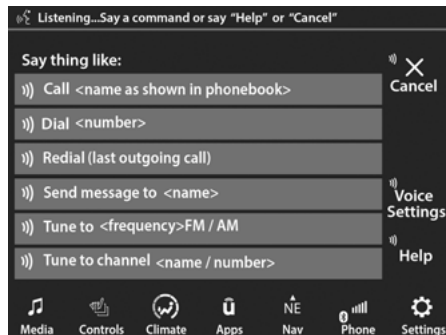 Listening...Say a command or say “Help” or “Cancel”
Say thing like:
Cancel
Call <name as shown in phonebook>
Dial <number>
Redial (last outgoing call)
Send message to <name>
Voice
Settings
Tune to <frequency>FM / AM
Help
Tune to channel <name / number>
û
NE
Media Controls Climate Apps Nav Phone Settings